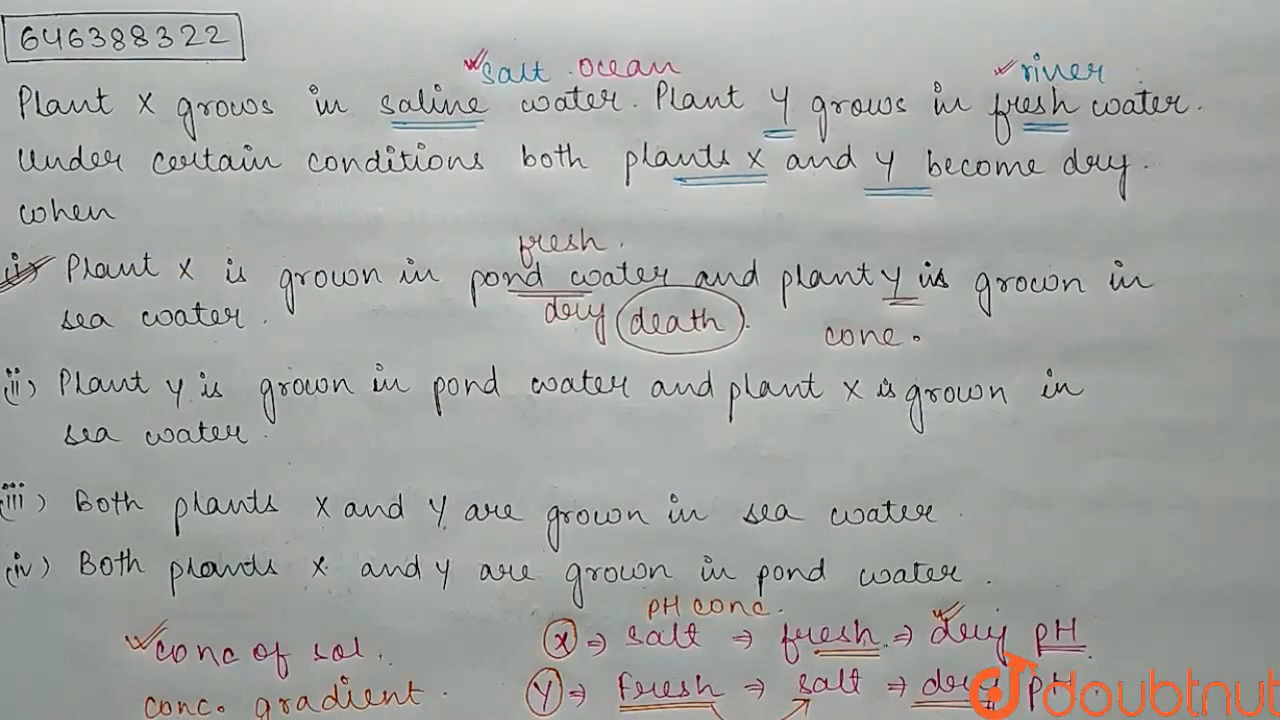 646388322
salt ocean river
Plant X grows in saline water. Plant Y grows in fresh water.
Under certain conditions both plants X and Y become dry.
when
fresh.
(i) Plant X is grown in pond water and plant Y is grown in
sea water. dry (death). conc.
(ii) Plant Y is grown in pond water and plant X is grown in
sea water.
(iii) Both plants X and Y are grown in sea water.
(iv) Both plants X and Y are grown in pond water.
PH conc.
conc of sol. X ⇒ salt ⇒ fresh ⇒ dry pH
conc. gradient. Y ⇒ fresh ⇒ salt ⇒ dry pH.
doubtnut